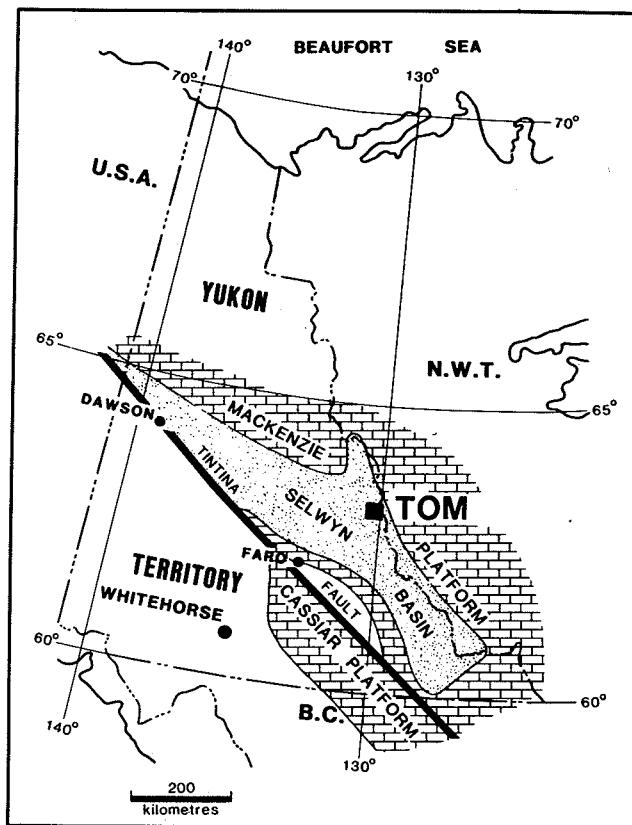 140°
BEAUFORT SEA
130°
70°
70°
U.S.A.
YUKON
N.W.T.
65°
65°
DAWSON
MACKENZIE
TINTINA
SELWYN
TOM
PLATFORM
FARO
TERRITORY
FAULT
BASIN
WHITEHORSE
CASSIAR PLATFORM
60°
60°
B.C.
140°
130°
200
kilometres